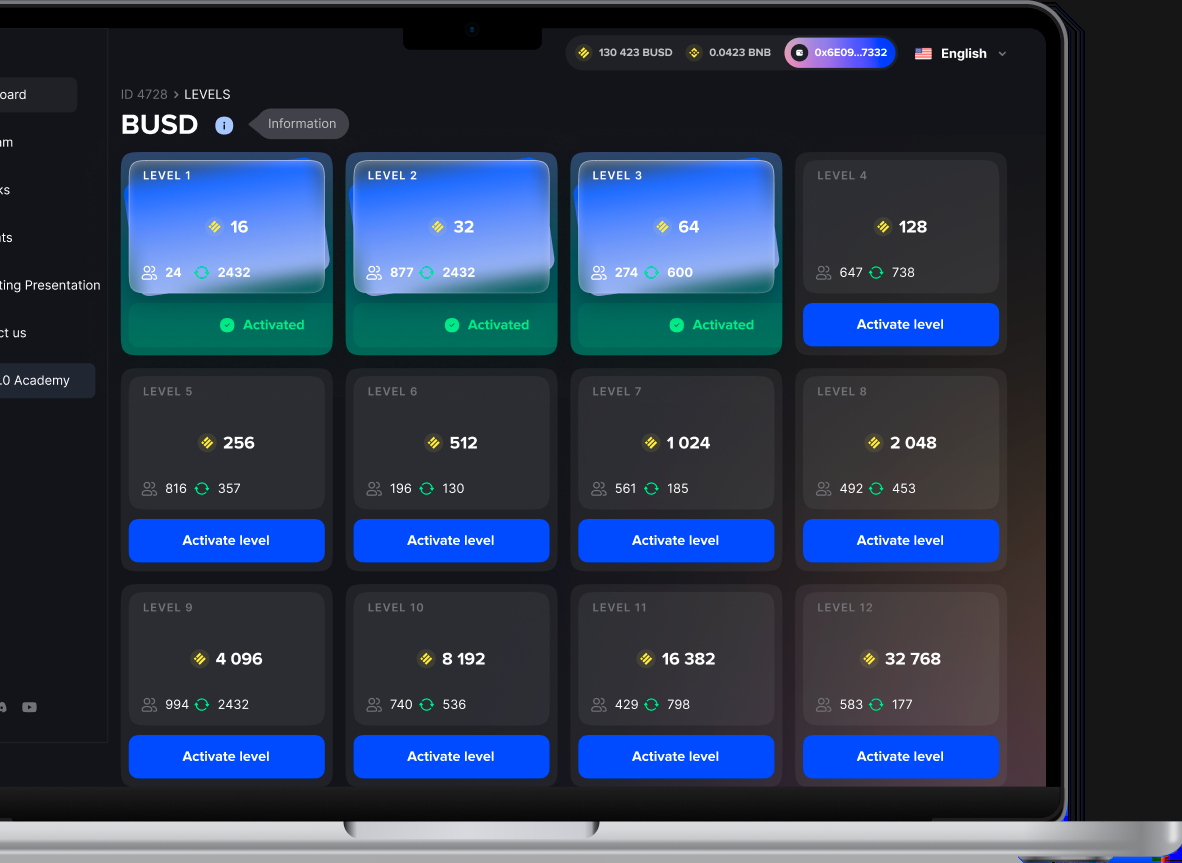 130 423 BUSD 0.0423 BNB 0x6E09...7332 English
ID 4728 > LEVELS
BUSD i Information
oard
am
ks
ts
ting Presentation
ct us
.0 Academy
LEVEL 1
16
24 2432
Activated
LEVEL 2
32
877 2432
Activated
LEVEL 3
64
274 600
Activated
LEVEL 4
128
647 738
Activate level
LEVEL 5
256
816 357
Activate level
LEVEL 6
512
196 130
Activate level
LEVEL 7
1 024
561 185
Activate level
LEVEL 8
2 048
492 453
Activate level
LEVEL 9
4 096
994 2432
Activate level
LEVEL 10
8 192
740 536
Activate level
LEVEL 11
16 382
429 798
Activate level
LEVEL 12
32 768
583 177
Activate level